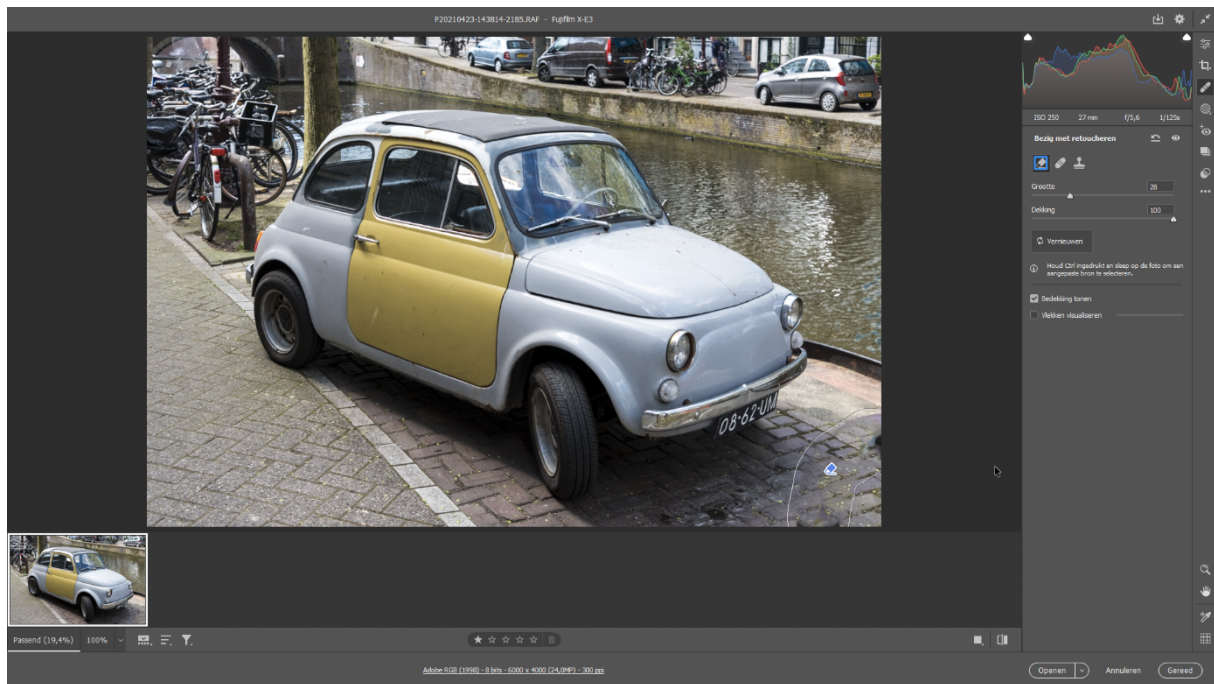 P20210423-143814-2185.RAF - Fujifilm X-E3
ISO 250 27 mm f/5,6 1/125s
Bezig met retoucheren
Grootte 28
Dekking 100
Vernieuwen
Houd Ctrl ingedrukt en sleep op de foto om een
aangepaste bron te selecteren.
Bedekking tonen
Vlekken visualiseren
08-62-UM
Passend (19,4%) 100%
Adobe RGB (1998) - 8 bits - 6000 x 4000 (24,0MP) - 300 ppi
Openen Annuleren Gereed